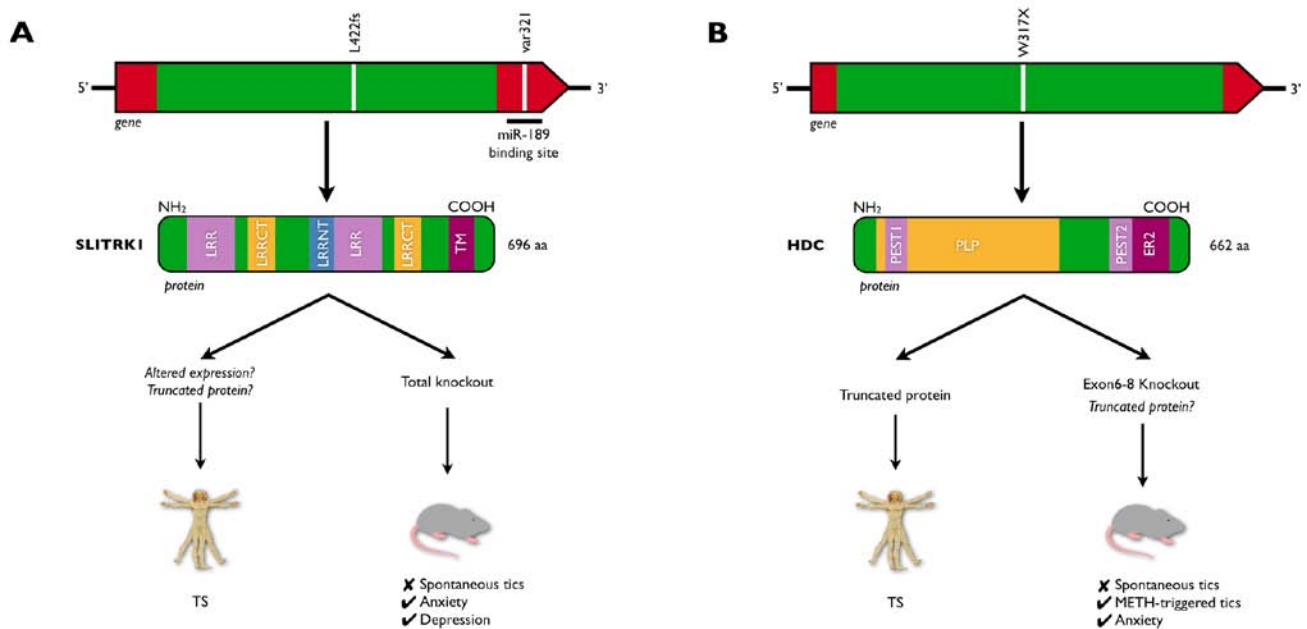 A
L422fs
var321
5'
3'
gene
miR-189
binding site
NH₂
COOH
SLITRK1
LRR
LRRCT
LRRNT
LRR
LRRCT
TM
696 aa
protein
Altered expression?
Truncated protein?
Total knockout
TS
✘ Spontaneous tics
✔ Anxiety
✔ Depression
B
W317X
5'
3'
gene
NH₂
COOH
HDC
PEST1
PLP
PEST2
ER2
662 aa
protein
Truncated protein
Exon6-8 Knockout
Truncated protein?
TS
✘ Spontaneous tics
✔ METH-triggered tics
✔ Anxiety